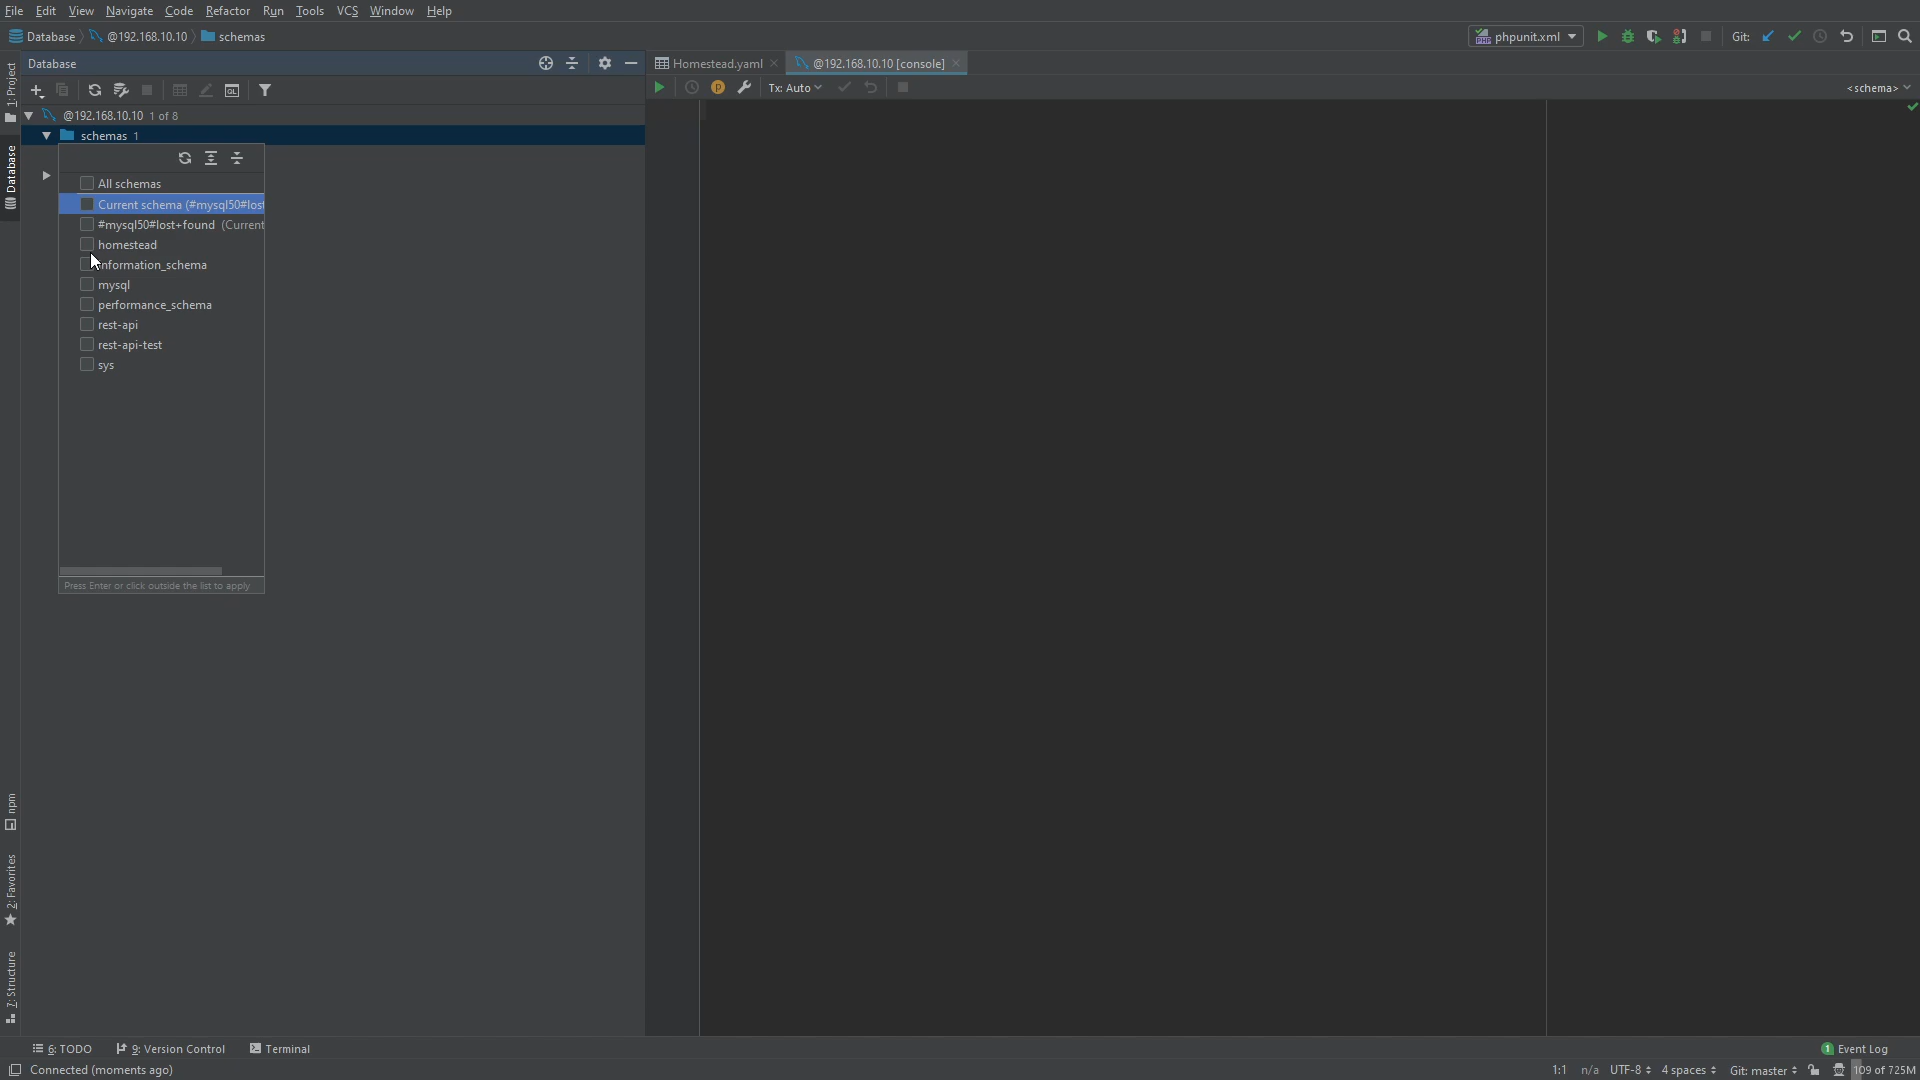 File Edit View Navigate Code Refactor Run Tools VCS Window Help
Database @192.168.10.10 schemas phpunit.xml Git:
Database Homestead.yaml @192.168.10.10 [console]
Tx: Auto <schema>
1: Project
Database
npm
2: Favorites
7: Structure
@192.168.10.10 1 of 8
schemas 1
All schemas
Current schema (#mysql50#lost
#mysql50#lost+found (Current
homestead
information_schema
mysql
performance_schema
rest-api
rest-api-test
sys
Press Enter or click outside the list to apply
6: TODO 9: Version Control Terminal 1 Event Log
Connected (moments ago) 1:1 n/a UTF-8 4 spaces Git: master 109 of 725M